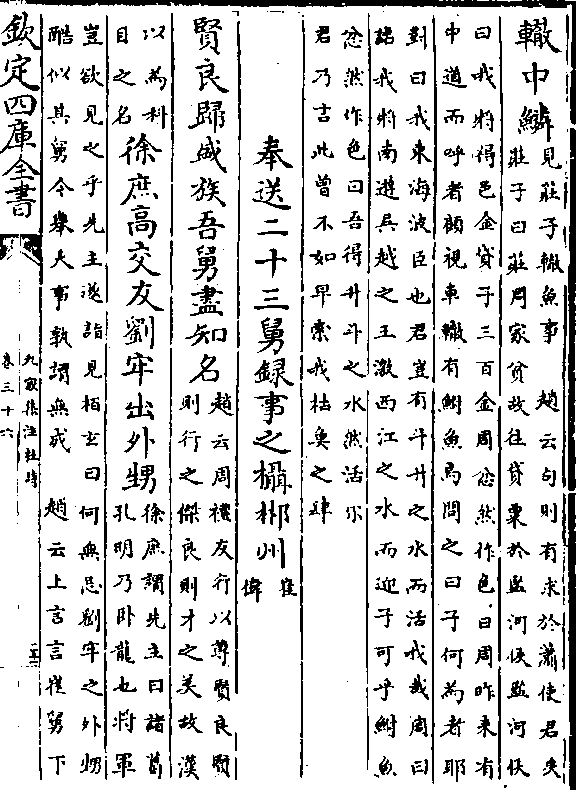 轍中鱗
見莊子轍魚事　趙云句則有求於蕭使君矣
莊子曰莊周家貧故往貸粟於監河侯監河侯
曰我將得邑金貸子三百金周忿然作色曰周昨來有
中道而呼者顧視車轍有鮒魚焉問之曰子何為者耶
對曰我東海波臣也君豈有斗升之水而活我哉周曰
諾我將南遊吳越之王激西江之水而迎子可乎鮒魚
忿然作色曰吾得升斗之水然活尔
君乃言此曾不如早索我枯魚之肆
奉送二十三舅録事之攝郴州
崔
偉
賢良歸盛族吾舅盡知名
趙云周禮友行以尊賢良賢
則行之傑良則才之美故漢
以為科
目之名
徐庶高交友劉牢出外甥
徐庶謂先主曰諸葛
孔明乃卧龍也將軍
豈欲見之乎先主遂詣見桓玄曰何無忌劉牢之外甥
酷似其舅今舉大事孰謂無成　趙云上言言崔舅下
欽定四庫全書
九家集注杜詩
卷三十六